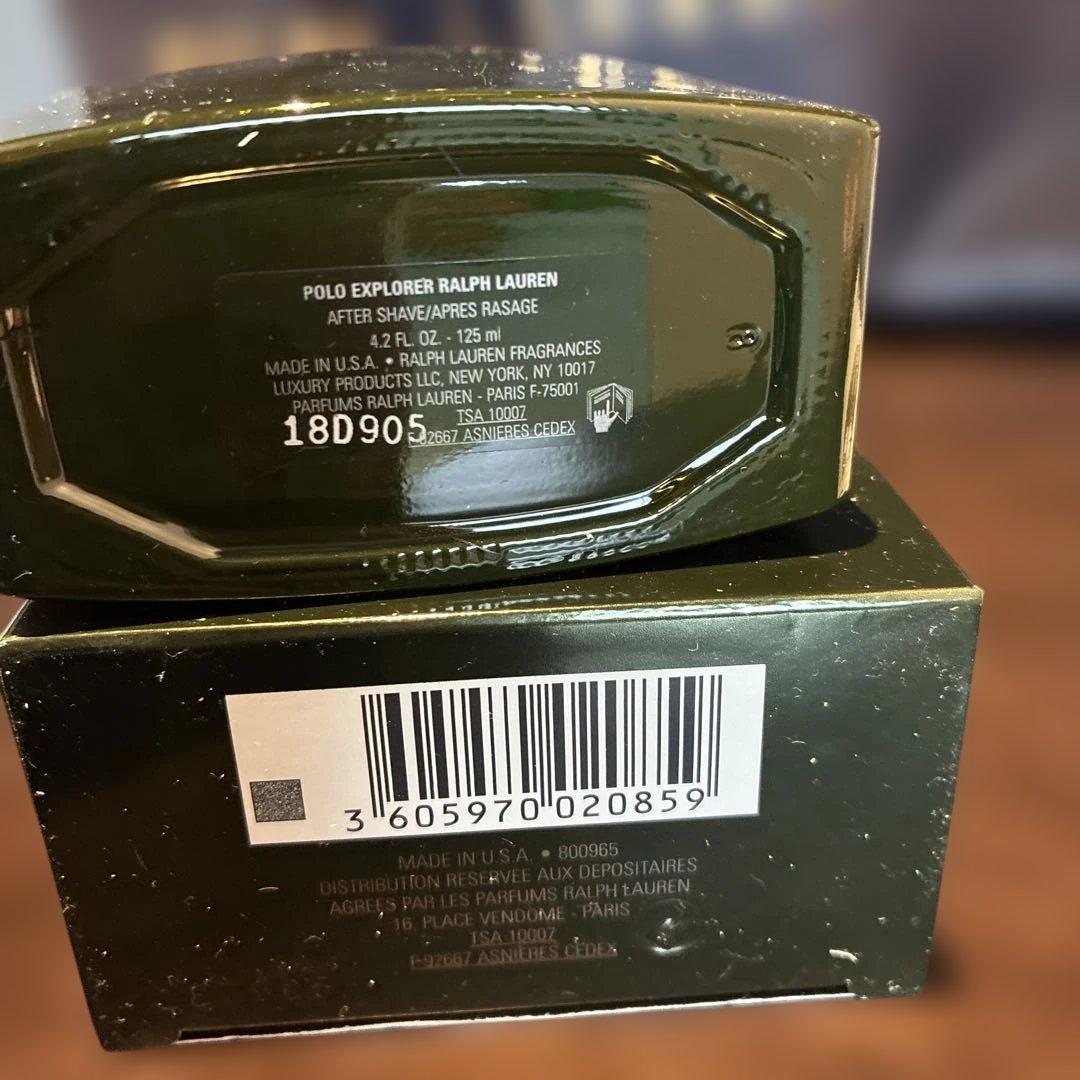 POLO EXPLORER RALPH LAUREN
AFTER SHAVE/APRES RASAGE
4.2 FL. OZ. - 125 ml
MADE IN U.S.A. • RALPH LAUREN FRAGRANCES
LUXURY PRODUCTS LLC, NEW YORK, NY 10017
PARFUMS RALPH LAUREN - PARIS F-75001
TSA 10007
F-92667 ASNIERES CEDEX
18D905
8
3 605970 020859
MADE IN U.S.A. • 800965
DISTRIBUTION RESERVEE AUX DEPOSITAIRES
AGREES PAR LES PARFUMS RALPH LAUREN
16, PLACE VENDOME - PARIS
TSA 10007
F-92667 ASNIERES CEDEX